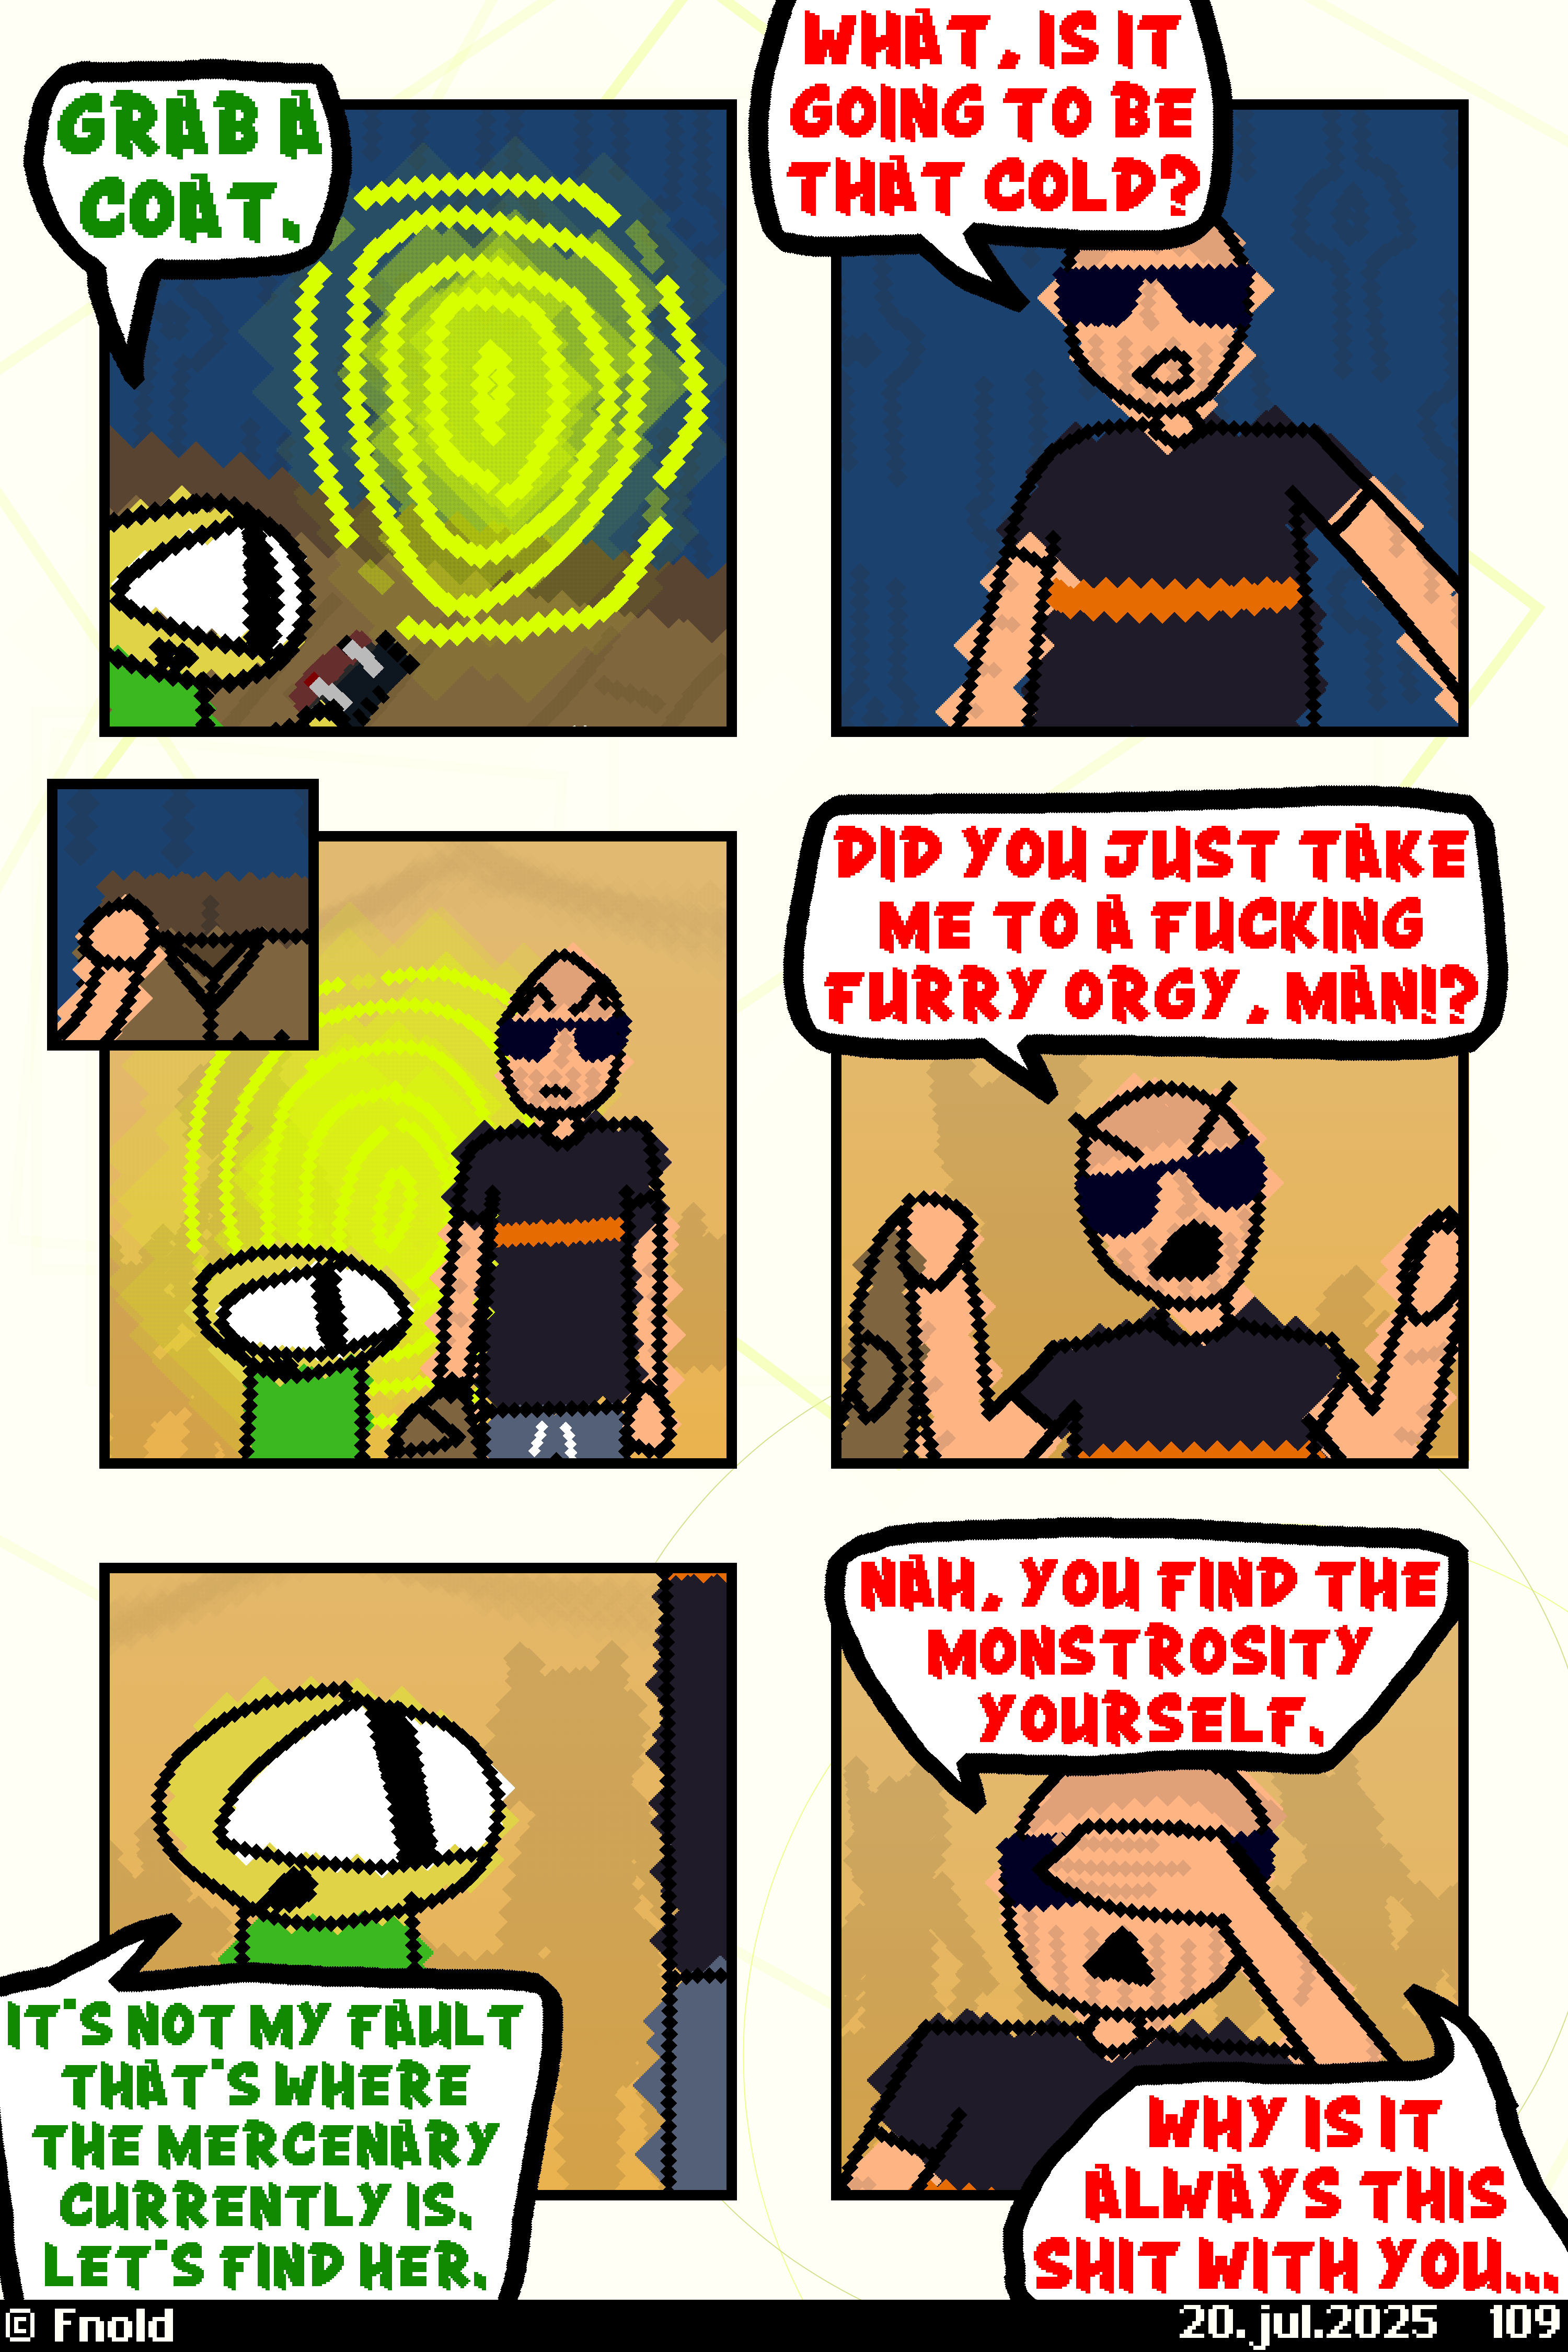 GRAB A
COAT.
WHAT, IS IT
GOING TO BE
THAT COLD?
DID YOU JUST TAKE
ME TO A FUCKING
FURRY ORGY, MAN!?
IT'S NOT MY FAULT
THAT'S WHERE
THE MERCENARY
CURRENTLY IS.
LET'S FIND HER.
NAH, YOU FIND THE
MONSTROSITY
YOURSELF.
WHY IS IT
ALWAYS THIS
SHIT WITH YOU...
© Fnold
20.jul.2025 109